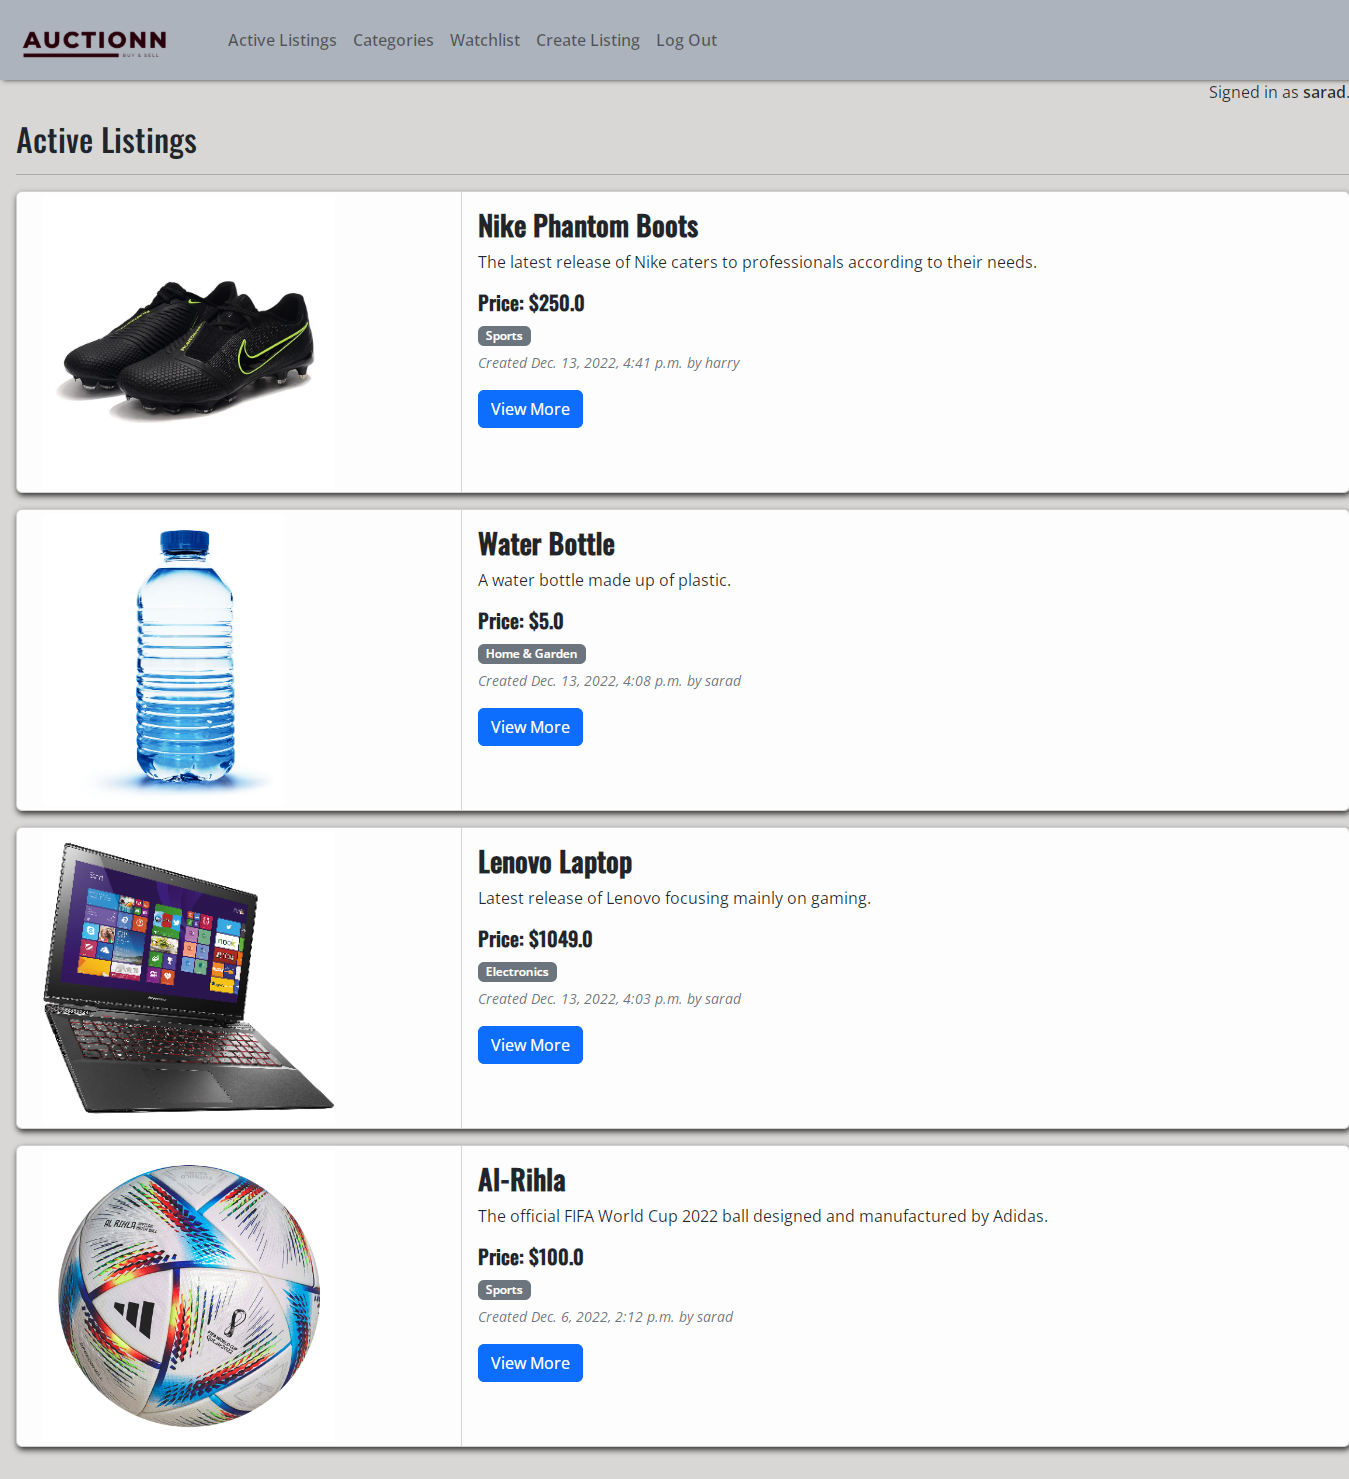 AUCTIONN
BUY & SELL
Active Listings Categories Watchlist Create Listing Log Out
Signed in as sarad.
Active Listings
Nike Phantom Boots
The latest release of Nike caters to professionals according to their needs.
Price: $250.0
Sports
Created Dec. 13, 2022, 4:41 p.m. by harry
View More
Water Bottle
A water bottle made up of plastic.
Price: $5.0
Home & Garden
Created Dec. 13, 2022, 4:08 p.m. by sarad
View More
Lenovo Laptop
Latest release of Lenovo focusing mainly on gaming.
Price: $1049.0
Electronics
Created Dec. 13, 2022, 4:03 p.m. by sarad
View More
AL RIHLA
Al-Rihla
The official FIFA World Cup 2022 ball designed and manufactured by Adidas.
Price: $100.0
Sports
Created Dec. 6, 2022, 2:12 p.m. by sarad
View More